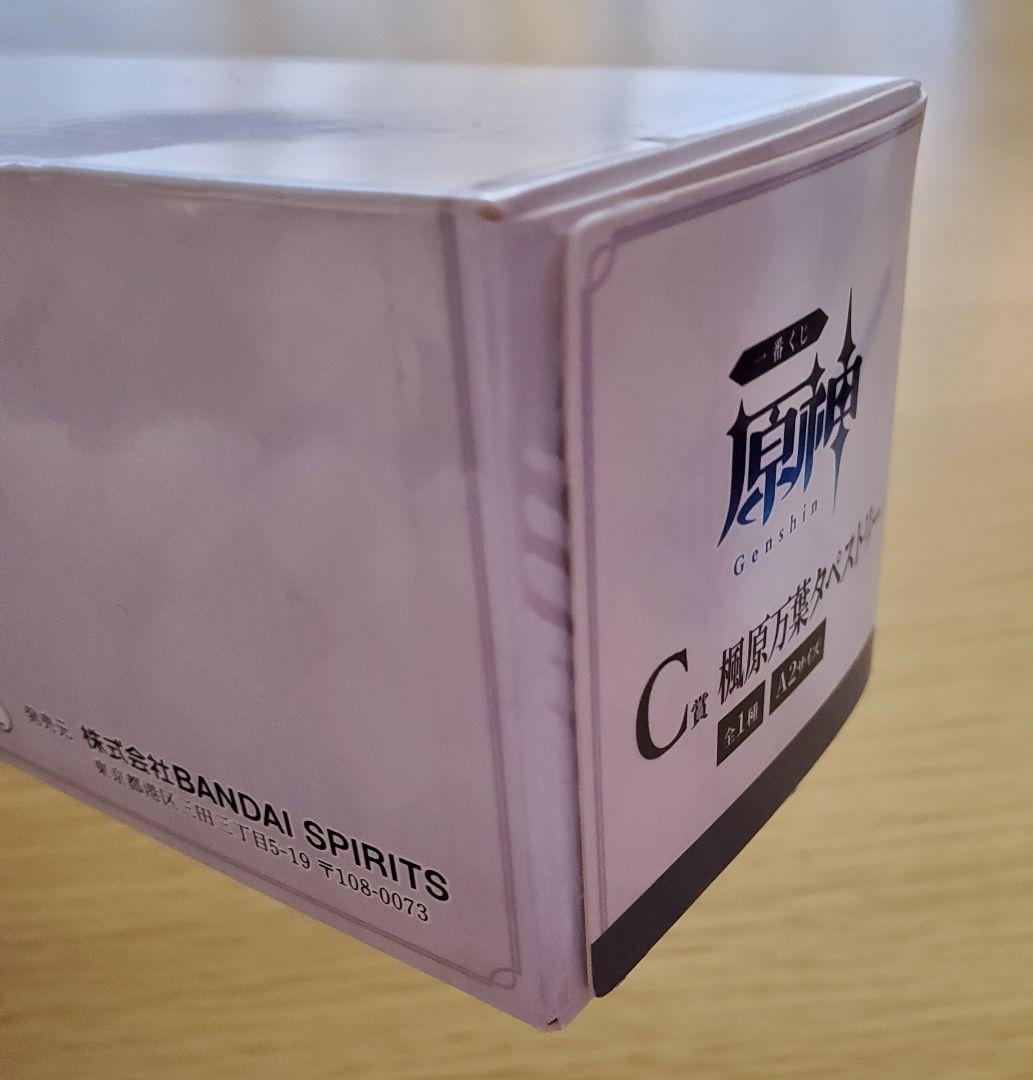 発売元 株式会社BANDAI SPIRITS
東京都港区三田三丁目5-19 〒108-0073
一番くじ
原神
Genshin
C賞 楓原万葉タペストリー
全1種 A2サイズ